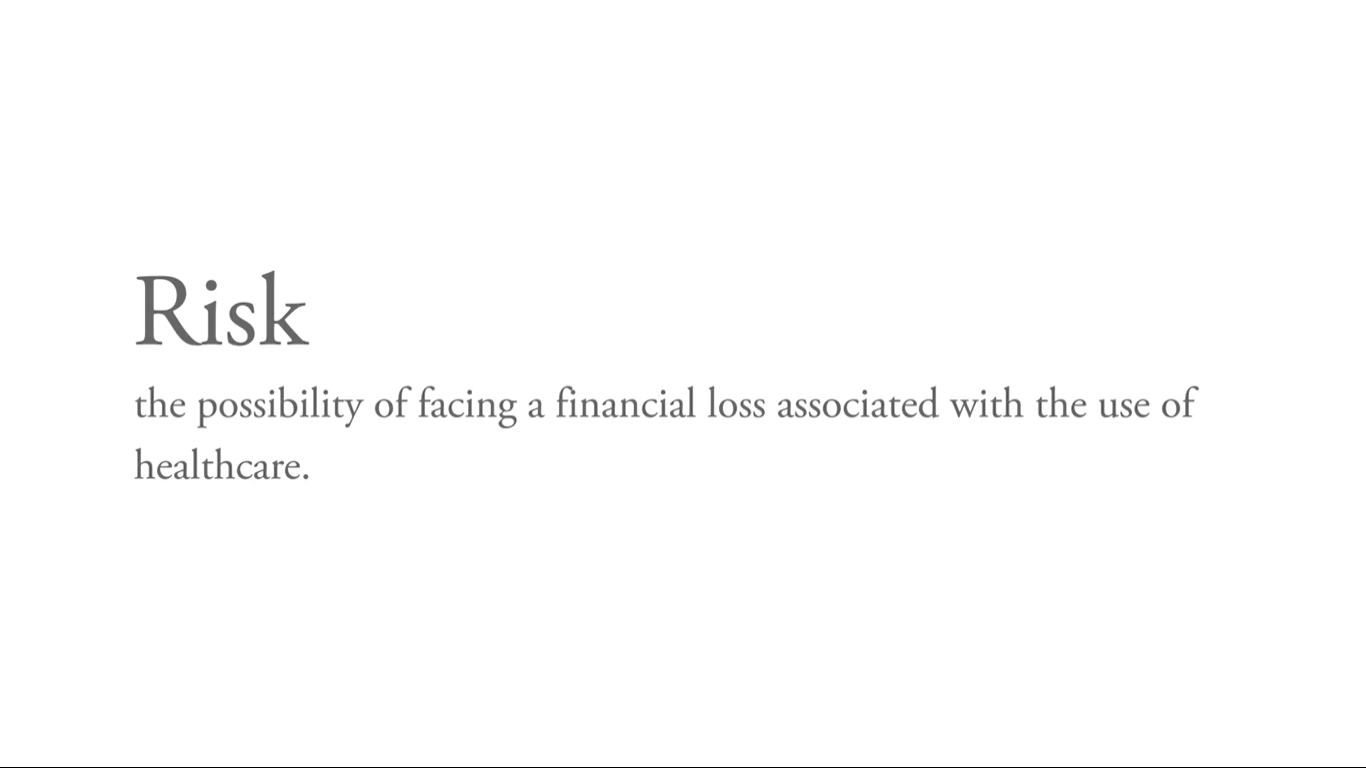 Risk
the possibility of facing a financial loss associated with the use of
healthcare.